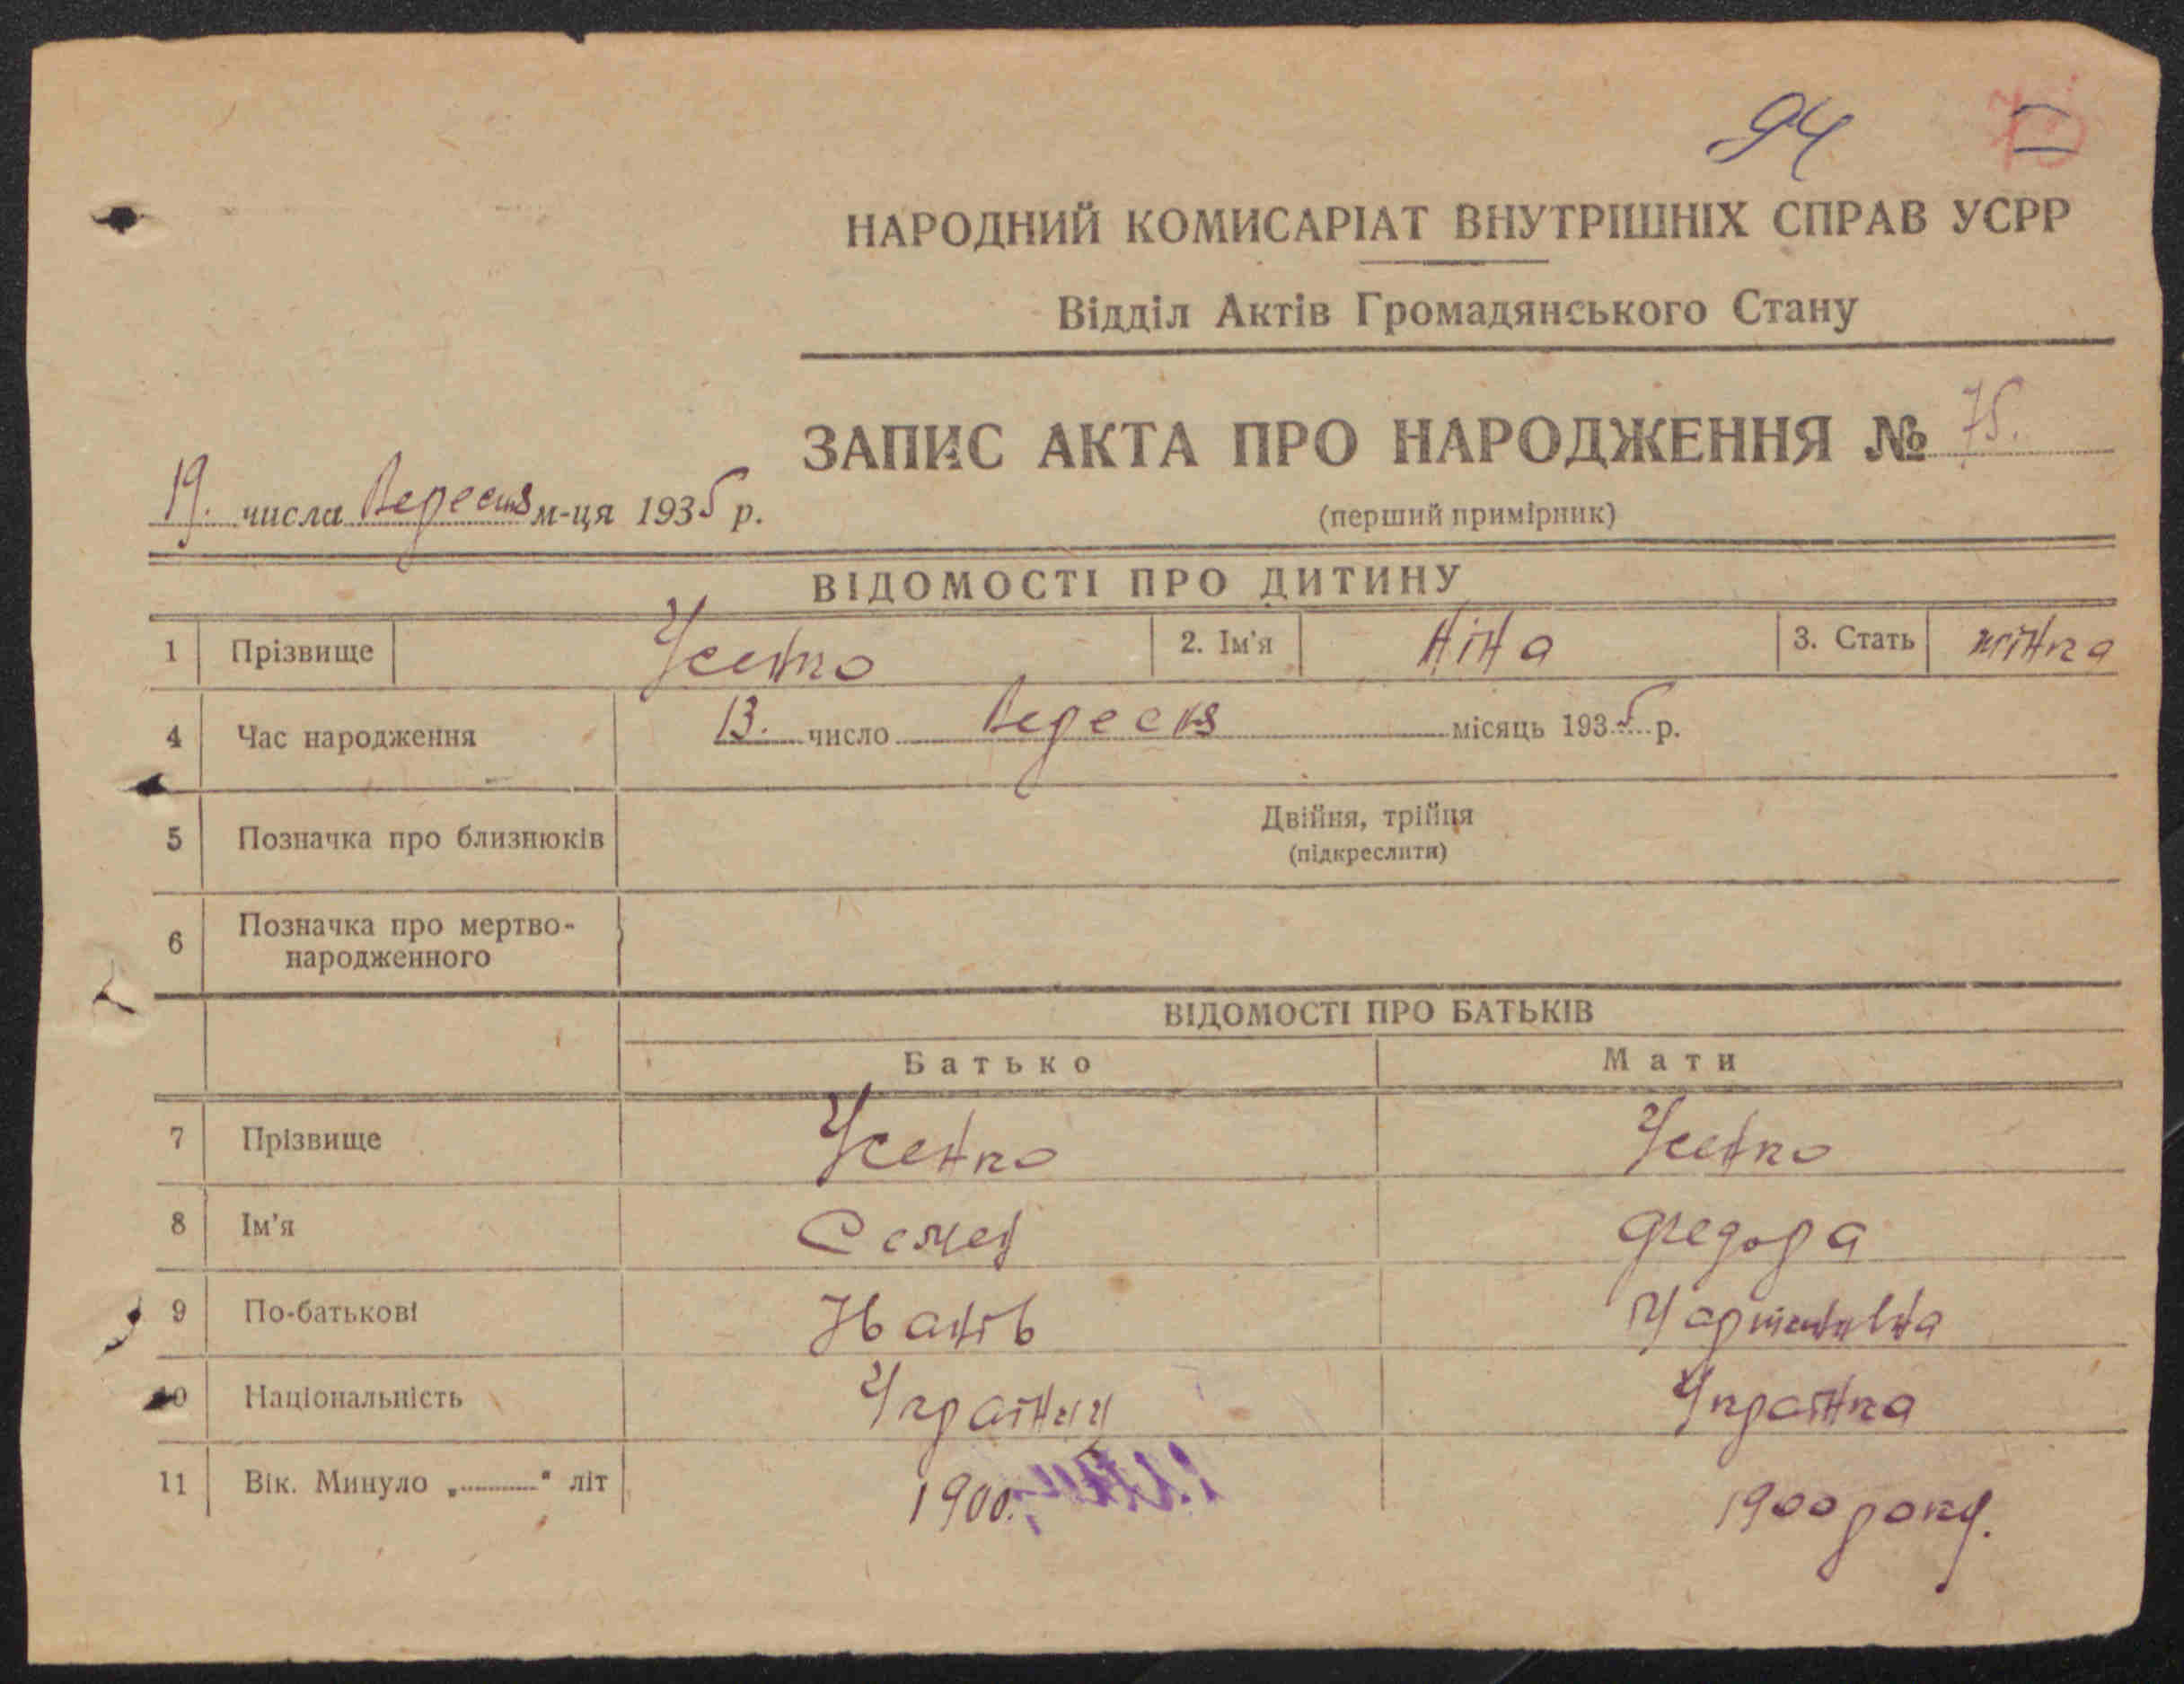 94
НАРОДНИЙ КОМИСАРІАТ ВНУТРІШНІХ СПРАВ УСРР
Відділ Актів Громадянського Стану
ЗАПИС АКТА ПРО НАРОДЖЕННЯ № 75.
19. числа Вересня м-ця 1935 р.
(перший примірник)
ВІДОМОСТІ ПРО ДИТИНУ
1 Прізвище Усенко 2. Ім'я Ніна 3. Стать жінка
4 Час народження 13. число Вересня місяць 1935 р.
5 Позначка про близнюків Двійня, трійця
(підкреслити)
6 Позначка про мертво-
народженного
ВІДОМОСТІ ПРО БАТЬКІВ
Батько Мати
7 Прізвище Усенко Усенко
8 Ім'я Семен Федора
9 По-батькові Іванів
10 Національність Українец Українка
11 Вік. Минуло „ “ літ 1900. 1900 року.